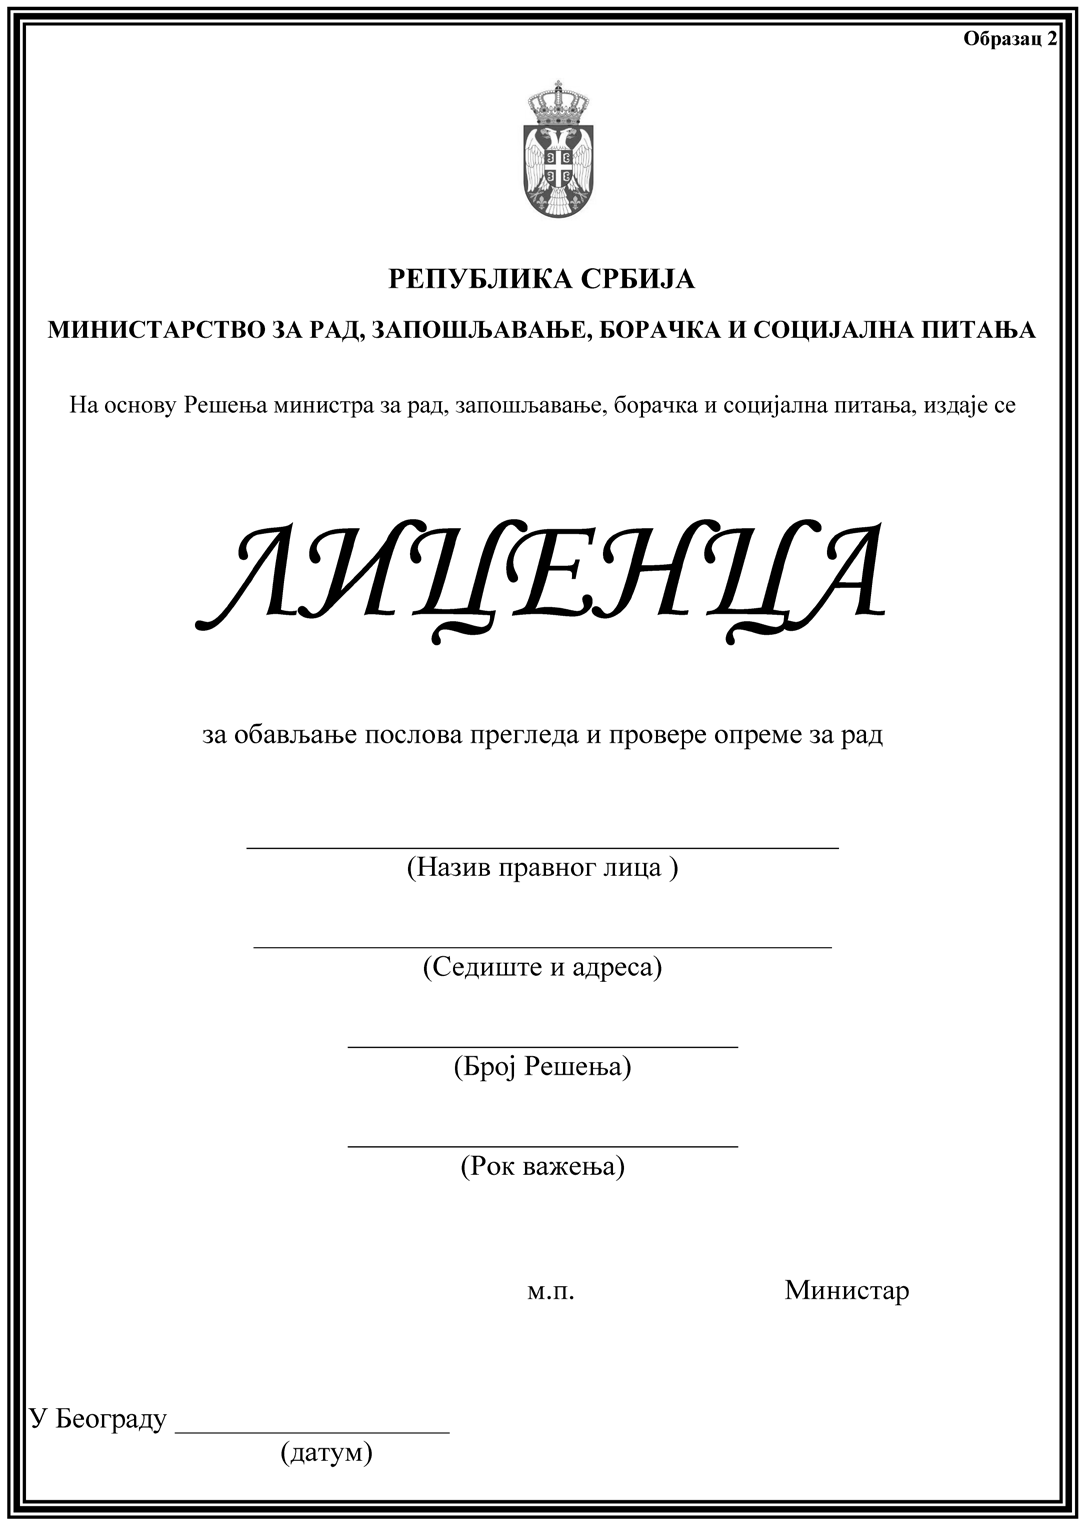 Образац 2
РЕПУБЛИКА СРБИЈА
МИНИСТАРСТВО ЗА РАД, ЗАПОШЉАВАЊЕ, БОРАЧКА И СОЦИЈАЛНА ПИТАЊА
На основу Решења министра за рад, запошљавање, борачка и социјална питања, издаје се
ЛИЦЕНЦА
за обављање послова прегледа и провере опреме за рад
(Назив правног лица )
(Седиште и адреса)
(Број Решења)
(Рок важења)
м.п. Министар
У Београду ____________________
(датум)